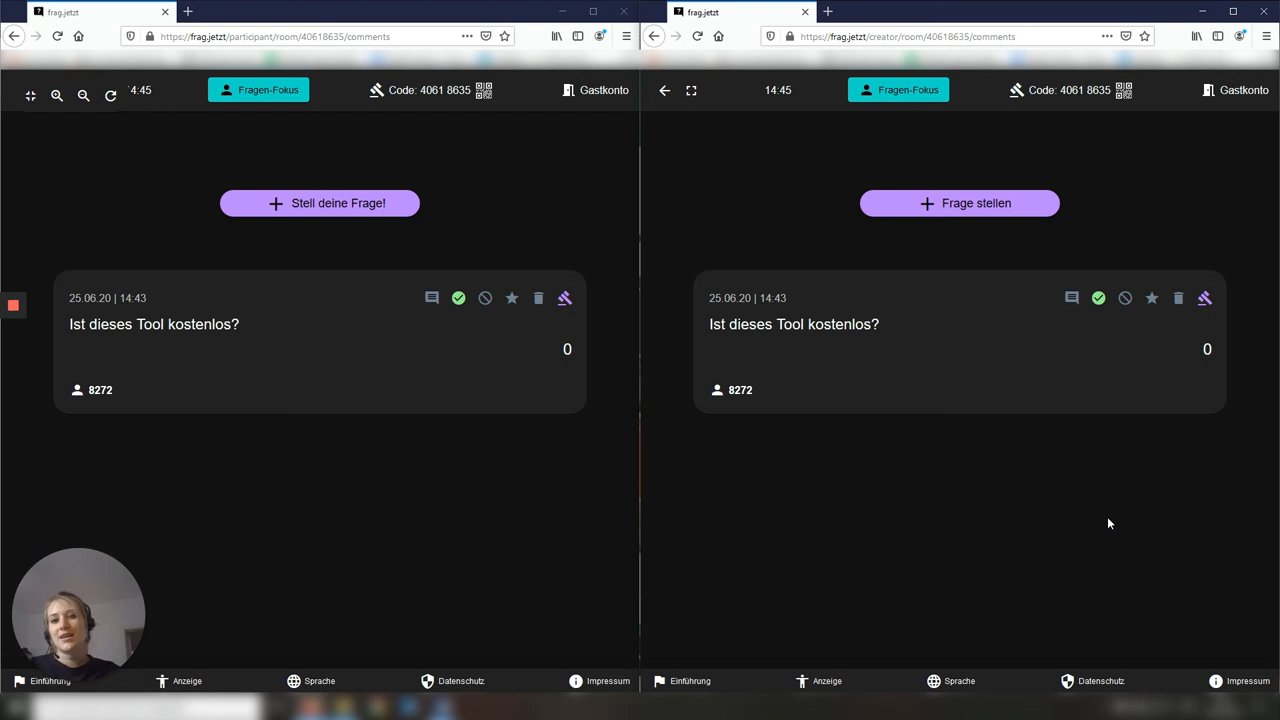 frag.jetzt
https://frag.jetzt/participant/room/40618635/comments
4:45
Fragen-Fokus
Code: 4061 8635
Gastkonto
Stell deine Frage!
25.06.20 | 14:43
Ist dieses Tool kostenlos?
0
8272
Einführung
Anzeige
Sprache
Datenschutz
Impressum
frag.jetzt
https://frag.jetzt/creator/room/40618635/comments
14:45
Fragen-Fokus
Code: 4061 8635
Gastkonto
Frage stellen
25.06.20 | 14:43
Ist dieses Tool kostenlos?
0
8272
Einführung
Anzeige
Sprache
Datenschutz
Impressum